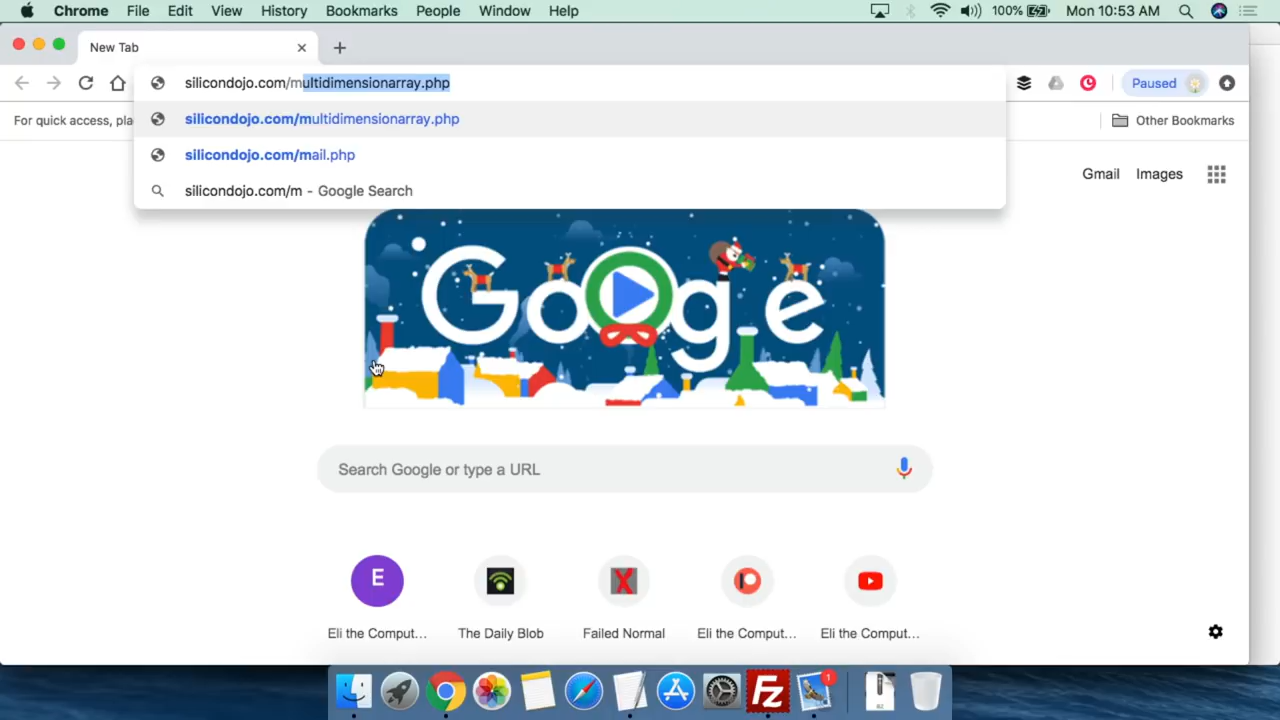 Chrome File Edit View History Bookmarks People Window Help 100% Mon 10:53 AM
New Tab
silicondojo.com/multidimensionarray.php
Paused
silicondojo.com/multidimensionarray.php
For quick access, pla
Other Bookmarks
silicondojo.com/mail.php
Gmail Images
silicondojo.com/m - Google Search
Google
Search Google or type a URL
E
Eli the Comput... The Daily Blob Failed Normal Eli the Comput... Eli the Comput...
FZ
1